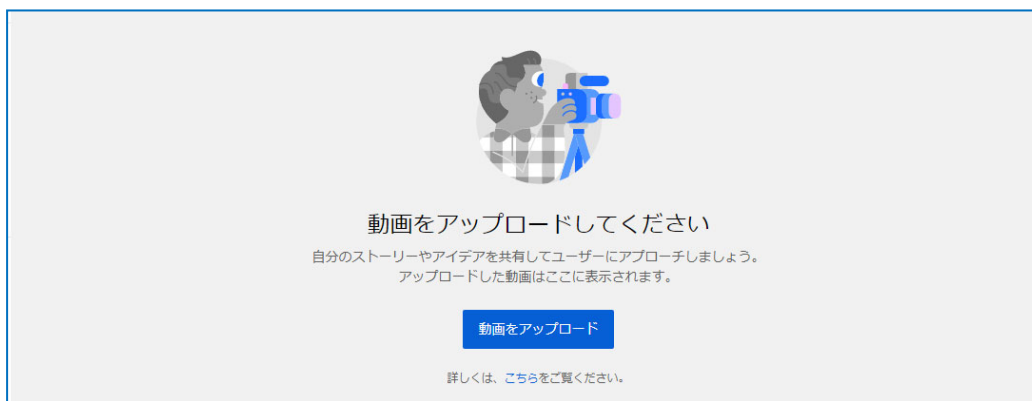 動画をアップロードしてください
自分のストーリーやアイデアを共有してユーザーにアプローチしましょう。
アップロードした動画はここに表示されます。
動画をアップロード
詳しくは、こちらをご覧ください。